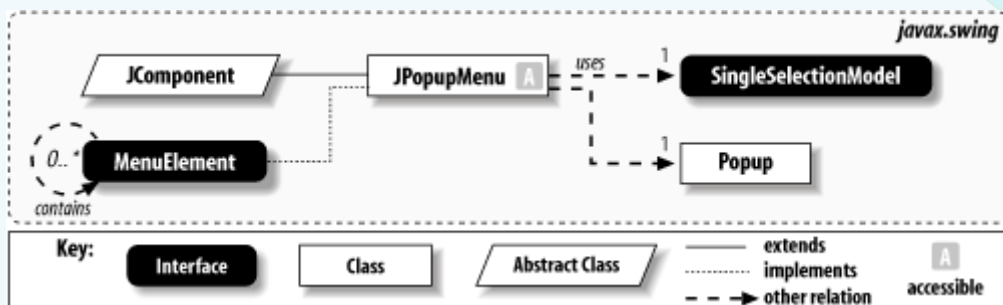 javax.swing
JComponent
JPopupMenu A
uses
1
SingleSelectionModel
0..*
MenuElement
contains
1
Popup
Key:
Interface
Class
Abstract Class
extends
implements
other relation
A
accessible